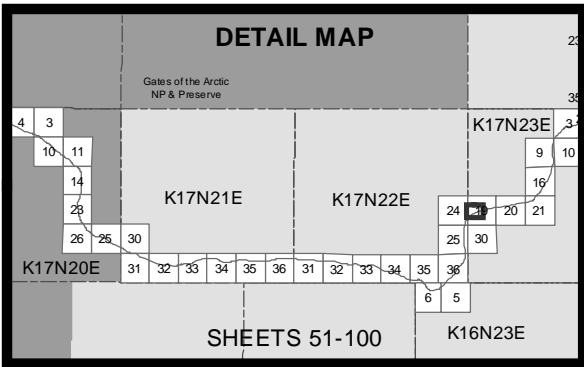 DETAIL MAP
23
Gates of the Arctic
NP & Preserve
35
4 3
K17N23E 3
10 11
9 10
14
16
K17N21E K17N22E
23
24 19 20 21
26 25 30
25 30
K17N20E
31 32 33 34 35 36 31 32 33 34 35 36
6 5
SHEETS 51-100
K16N23E